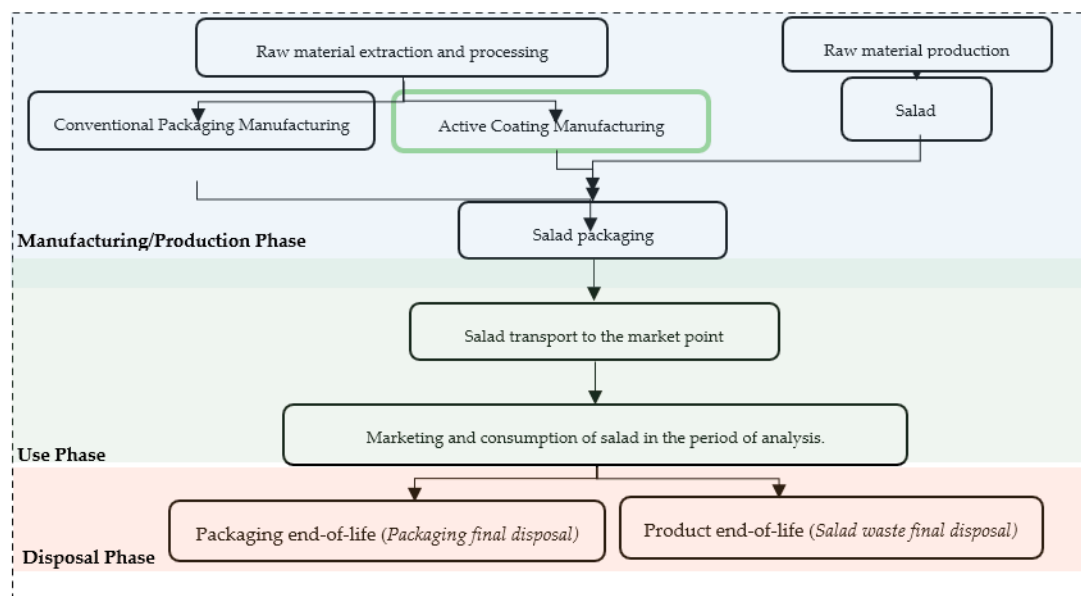 Raw material extraction and processing
Raw material production
Conventional Packaging Manufacturing
Active Coating Manufacturing
Salad
Salad packaging
Manufacturing/Production Phase
Salad transport to the market point
Marketing and consumption of salad in the period of analysis.
Use Phase
Packaging end-of-life (Packaging final disposal)
Product end-of-life (Salad waste final disposal)
Disposal Phase